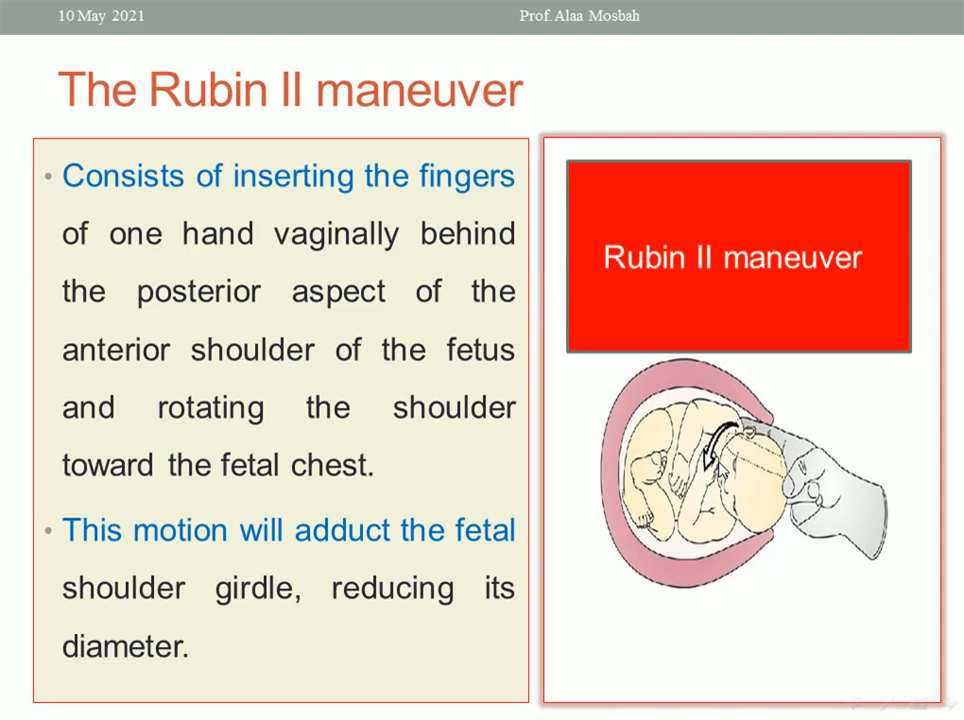 10 May 2021
Prof.Alaa Mosbah
The Rubin II maneuver
• Consists of inserting the fingers
of one hand vaginally behind
the posterior aspect of the
anterior shoulder of the fetus
and rotating the shoulder
toward the fetal chest.
• This motion will adduct the fetal
shoulder girdle, reducing its
diameter.
Rubin II maneuver